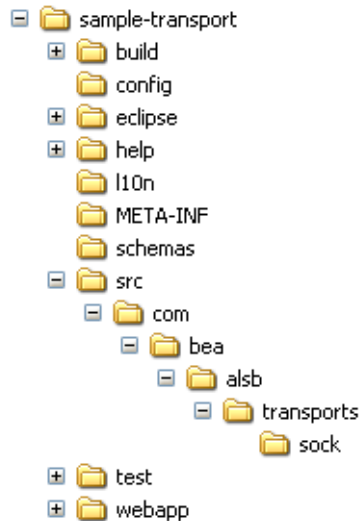 sample-transport
build
config
eclipse
help
l10n
META-INF
schemas
src
com
bea
alsb
transports
sock
test
webapp